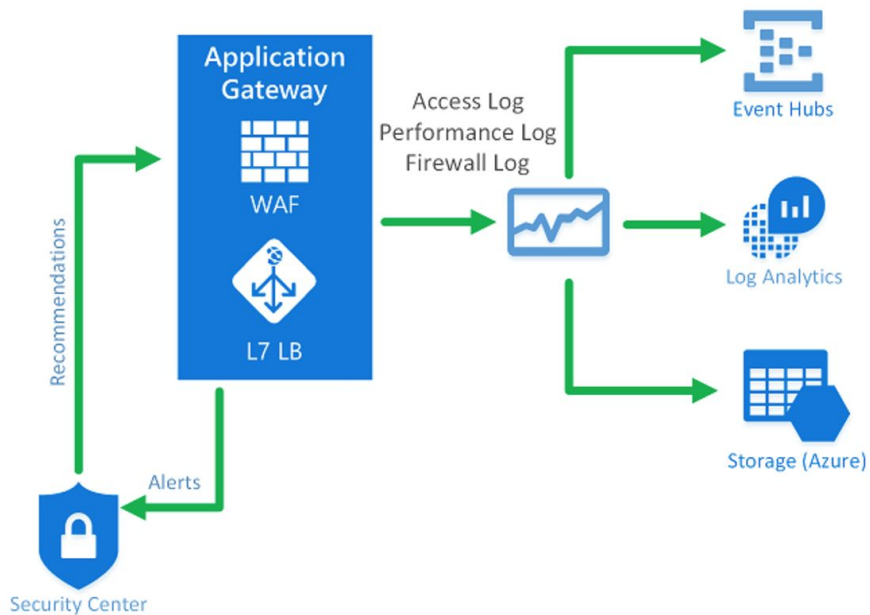 Application
Gateway
WAF
L7 LB
Access Log
Performance Log
Firewall Log
Event Hubs
Log Analytics
Storage (Azure)
Recommendations
Alerts
Security Center